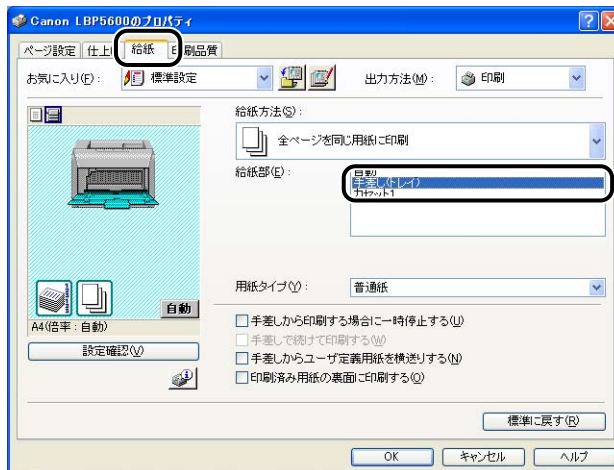 Canon LBP5600のプロパティ
ページ設定 仕上げ 給紙 印刷品質
お気に入り(F): 標準設定 出力方法(M): 印刷
給紙方法(S):
全ページを同じ用紙に印刷
給紙部(E):
自動
手差し(トレイ)
カセット1
用紙タイプ(Y): 普通紙
自動
A4(倍率:自動)
設定確認(V)
手差しから印刷する場合に一時停止する(U)
手差しで続けて印刷する(W)
手差しからユーザ定義用紙を横送りする(N)
印刷済み用紙の裏面に印刷する(O)
標準に戻す(R)
OK キャンセル ヘルプ